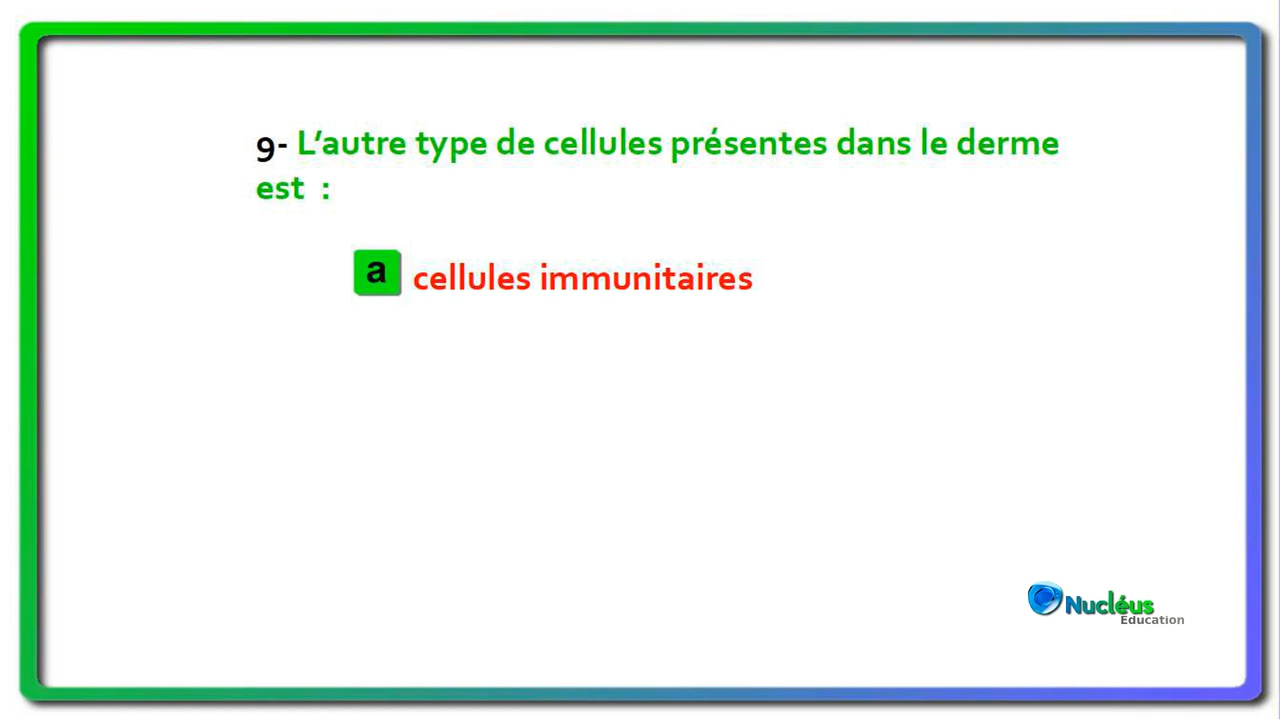 9- L’autre type de cellules présentes dans le derme
est :
a cellules immunitaires
Nucléus
Education